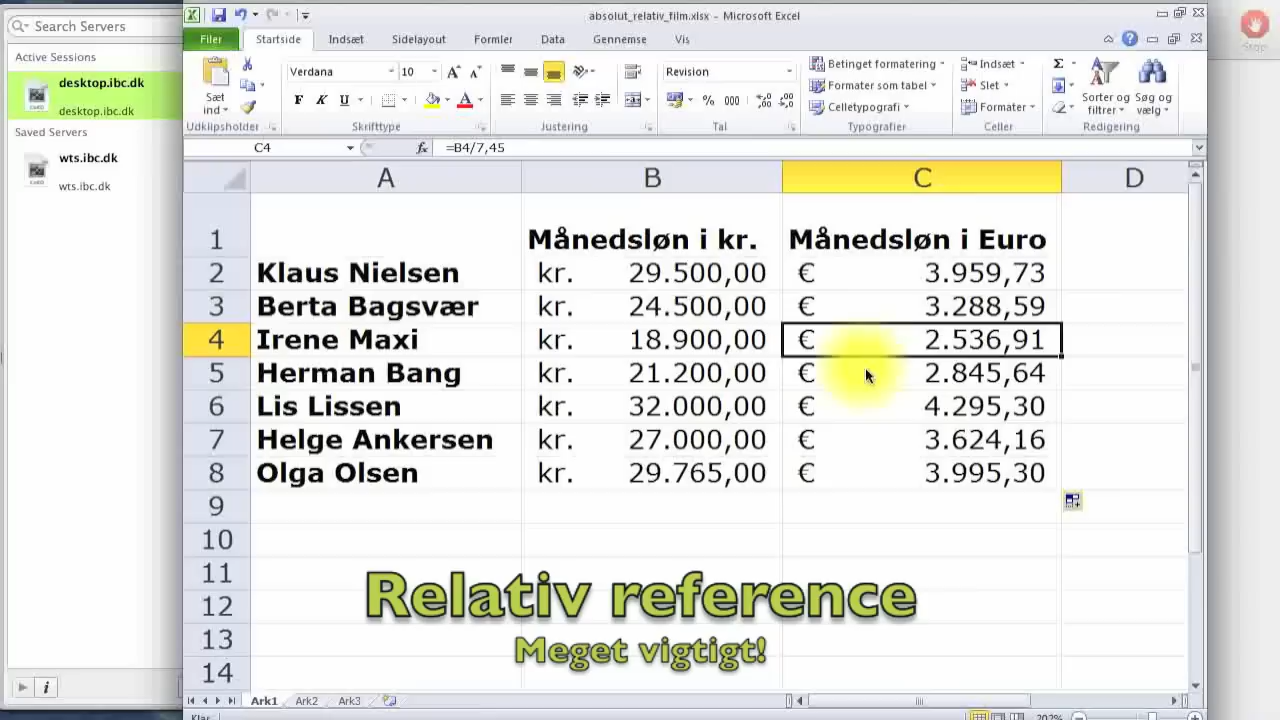 absolut_relativ_film.xlsx - Microsoft Excel
Search Servers
Active Sessions
desktop.ibc.dk
desktop.ibc.dk
Saved Servers
wts.ibc.dk
wts.ibc.dk
Stop
Filer Startside Indsæt Sidelayout Formler Data Gennemse Vis
Sæt ind
Udklipsholder
Verdana 10
F K U
Skrifttype
Justering
Revision
% 000
Tal
Betinget formatering
Formater som tabel
Celletypografi
Typografier
Indsæt
Slet
Formater
Celler
Σ
Sorter og filtrer
Søg og vælg
Redigering
C4 fx =B4/7,45
A B C D
1 Månedsløn i kr. Månedsløn i Euro
2 Klaus Nielsen kr. 29.500,00 € 3.959,73
3 Berta Bagsvær kr. 24.500,00 € 3.288,59
4 Irene Maxi kr. 18.900,00 € 2.536,91
5 Herman Bang kr. 21.200,00 € 2.845,64
6 Lis Lissen kr. 32.000,00 € 4.295,30
7 Helge Ankersen kr. 27.000,00 € 3.624,16
8 Olga Olsen kr. 29.765,00 € 3.995,30
9
10
11
12
13
14
Relativ reference
Meget vigtigt!
Ark1 Ark2 Ark3
Klar 202%